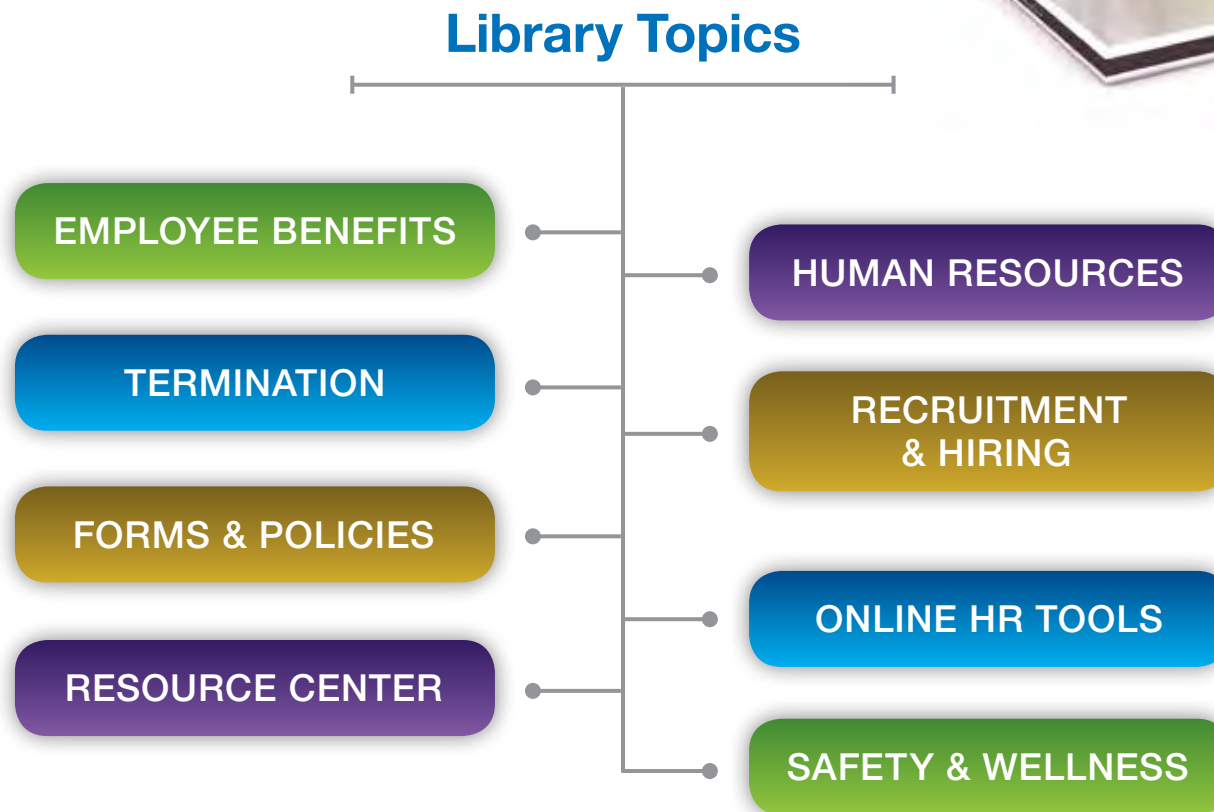 Library Topics
EMPLOYEE BENEFITS
TERMINATION
FORMS & POLICIES
RESOURCE CENTER
HUMAN RESOURCES
RECRUITMENT
& HIRING
ONLINE HR TOOLS
SAFETY & WELLNESS